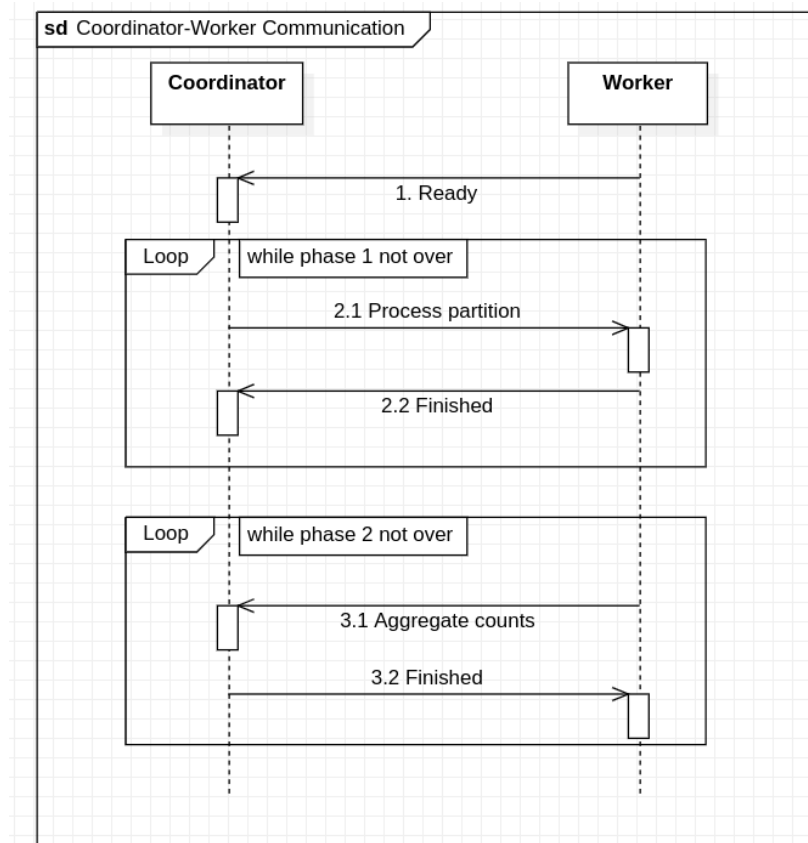 sd Coordinator-Worker Communication
Coordinator
Worker
1. Ready
Loop
while phase 1 not over
2.1 Process partition
2.2 Finished
Loop
while phase 2 not over
3.1 Aggregate counts
3.2 Finished